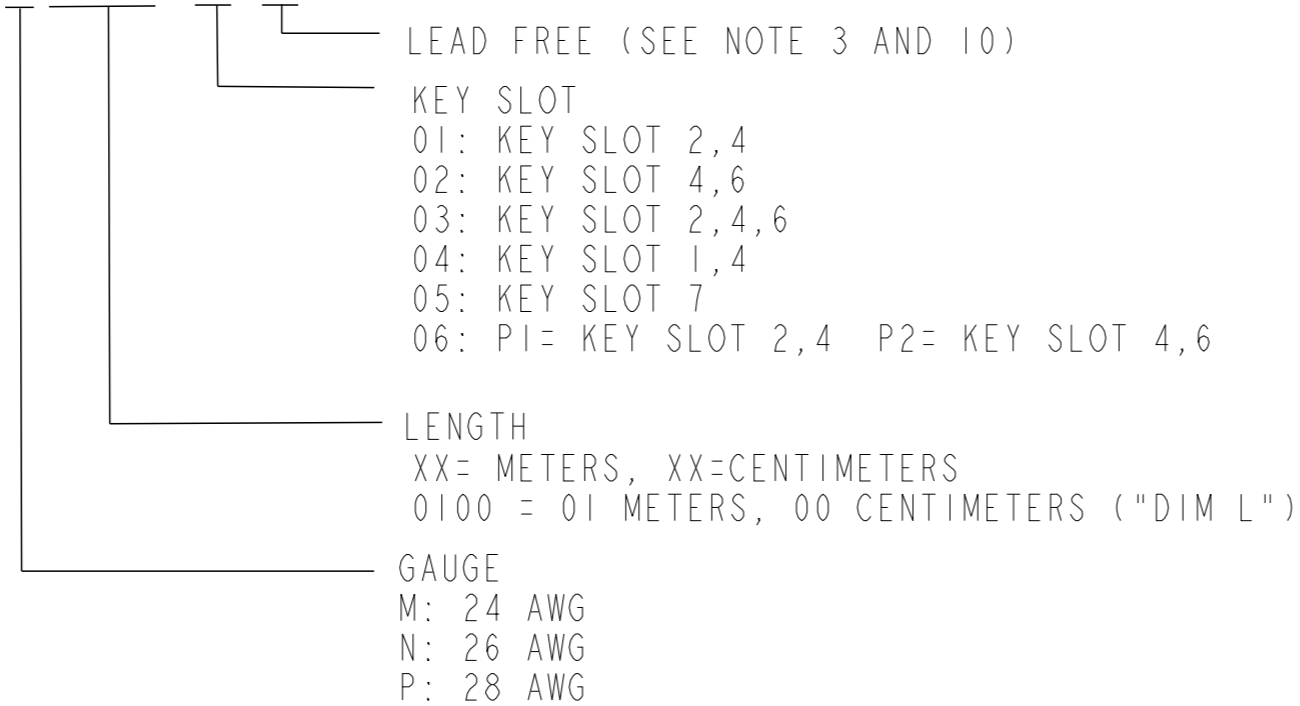 LEAD FREE (SEE NOTE 3 AND 10)
KEY SLOT
01: KEY SLOT 2,4
02: KEY SLOT 4,6
03: KEY SLOT 2,4,6
04: KEY SLOT 1,4
05: KEY SLOT 7
06: P1= KEY SLOT 2,4 P2= KEY SLOT 4,6
LENGTH
XX= METERS, XX=CENTIMETERS
0100 = 01 METERS, 00 CENTIMETERS ("DIM L")
GAUGE
M: 24 AWG
N: 26 AWG
P: 28 AWG